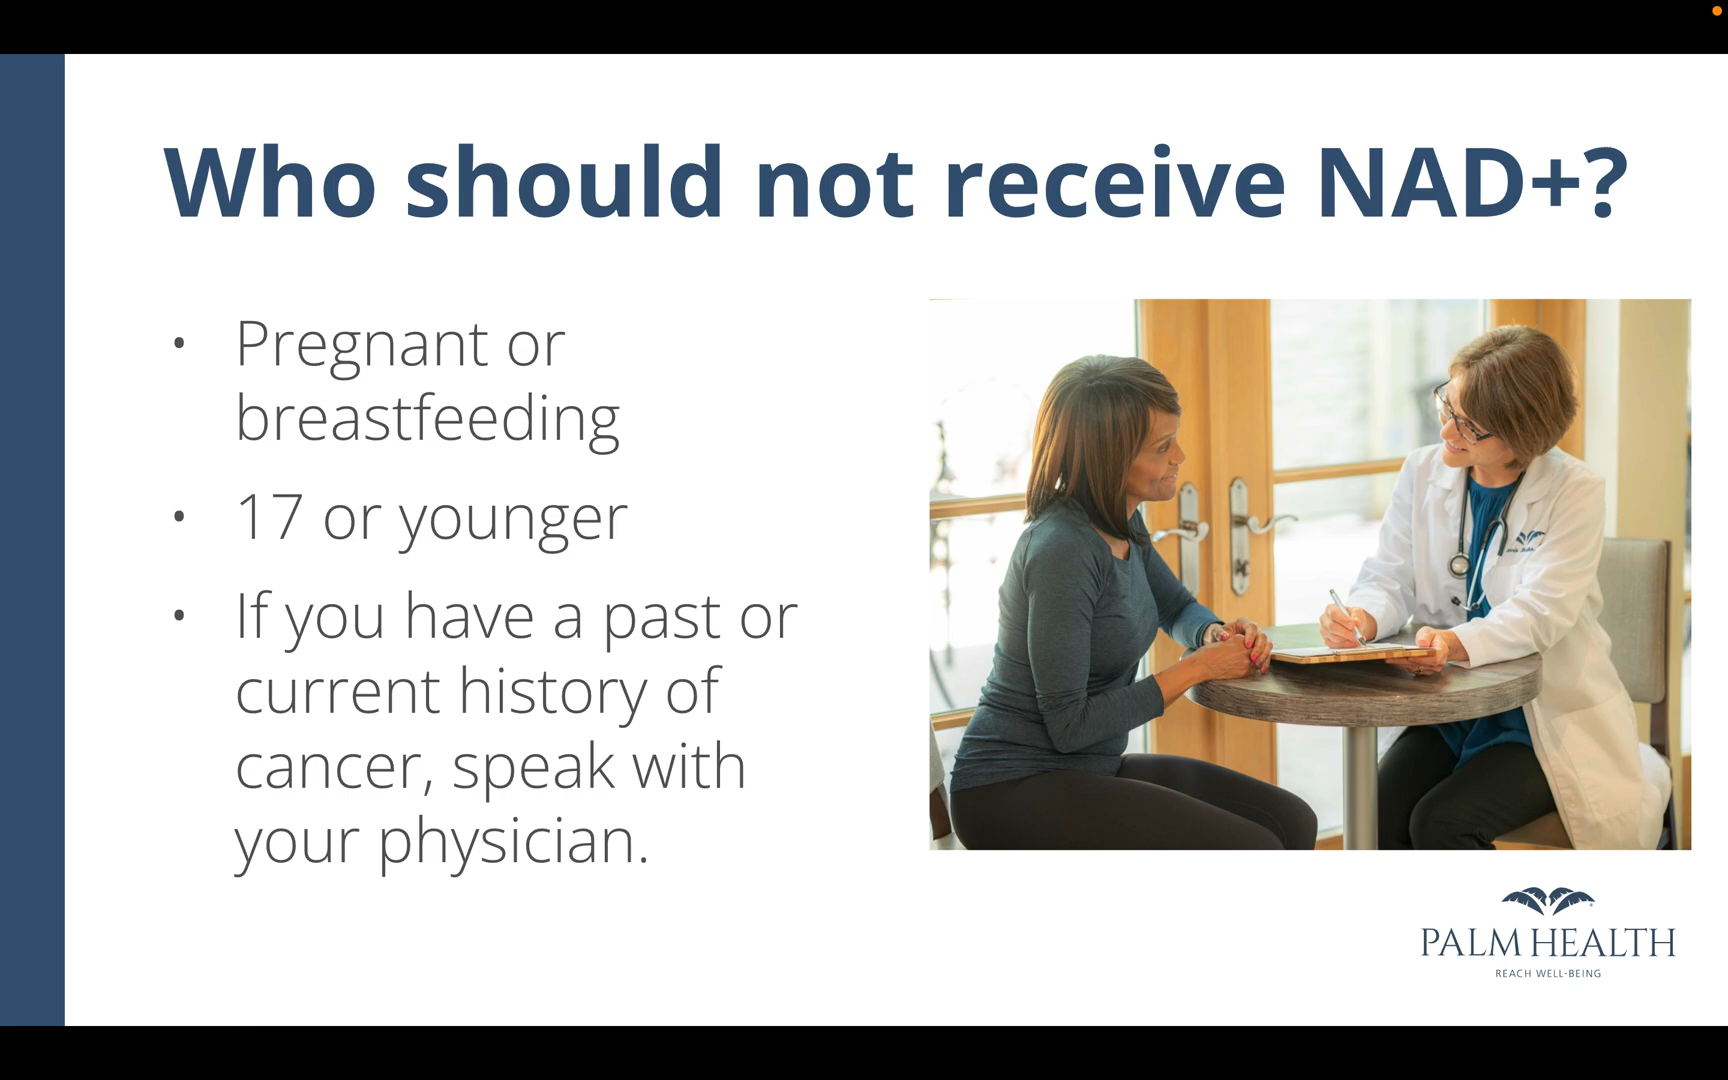 Who should not receive NAD+?
• Pregnant or
breastfeeding
• 17 or younger
• If you have a past or
current history of
cancer, speak with
your physician.
PALM HEALTH
REACH WELL-BEING